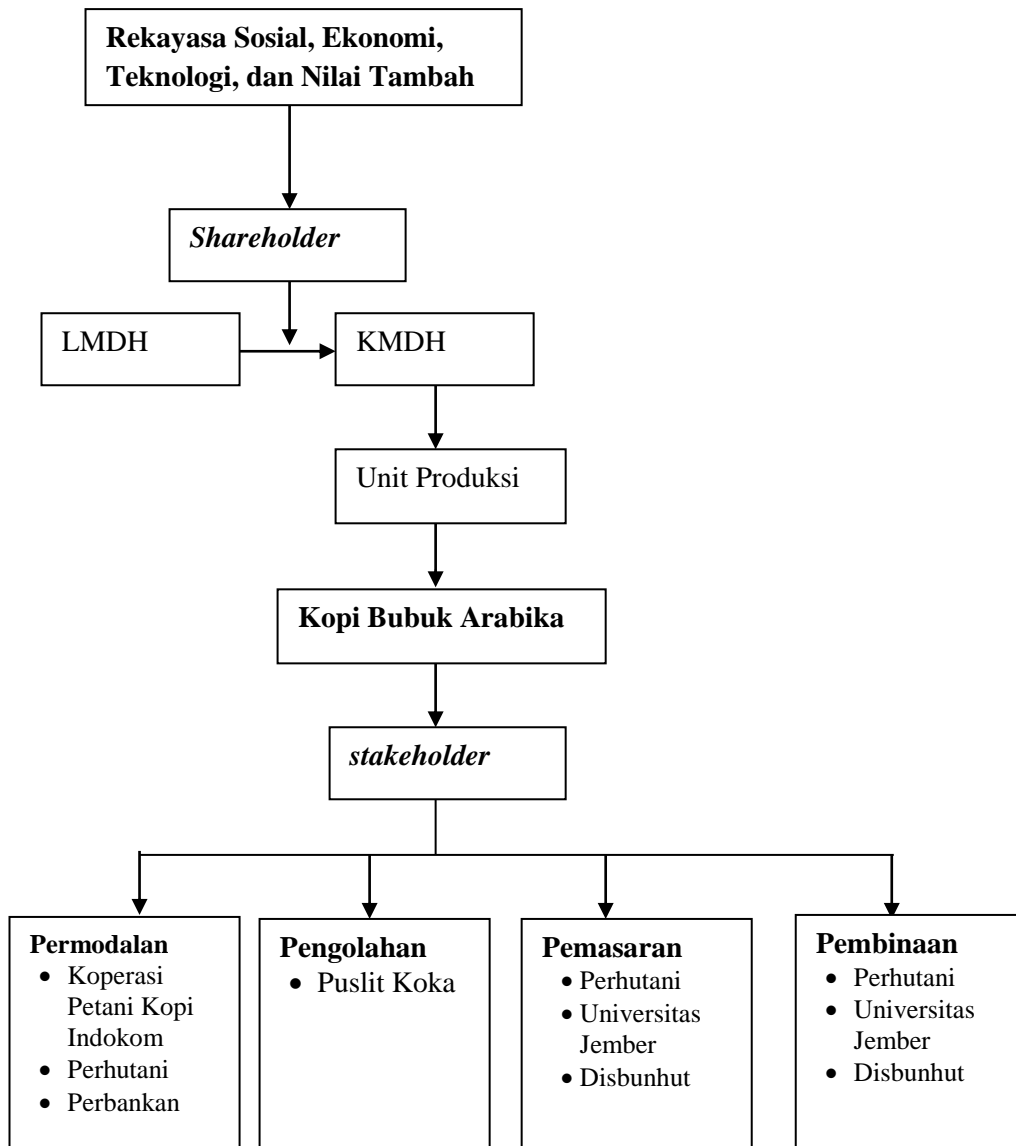 Rekayasa Sosial, Ekonomi,
Teknologi, dan Nilai Tambah
Shareholder
LMDH
KMDH
Unit Produksi
Kopi Bubuk Arabika
stakeholder
Permodalan
• Koperasi
Petani Kopi
Indokom
• Perhutani
• Perbankan
Pengolahan
• Puslit Koka
Pemasaran
• Perhutani
• Universitas
Jember
• Disbunhut
Pembinaan
• Perhutani
• Universitas
Jember
• Disbunhut